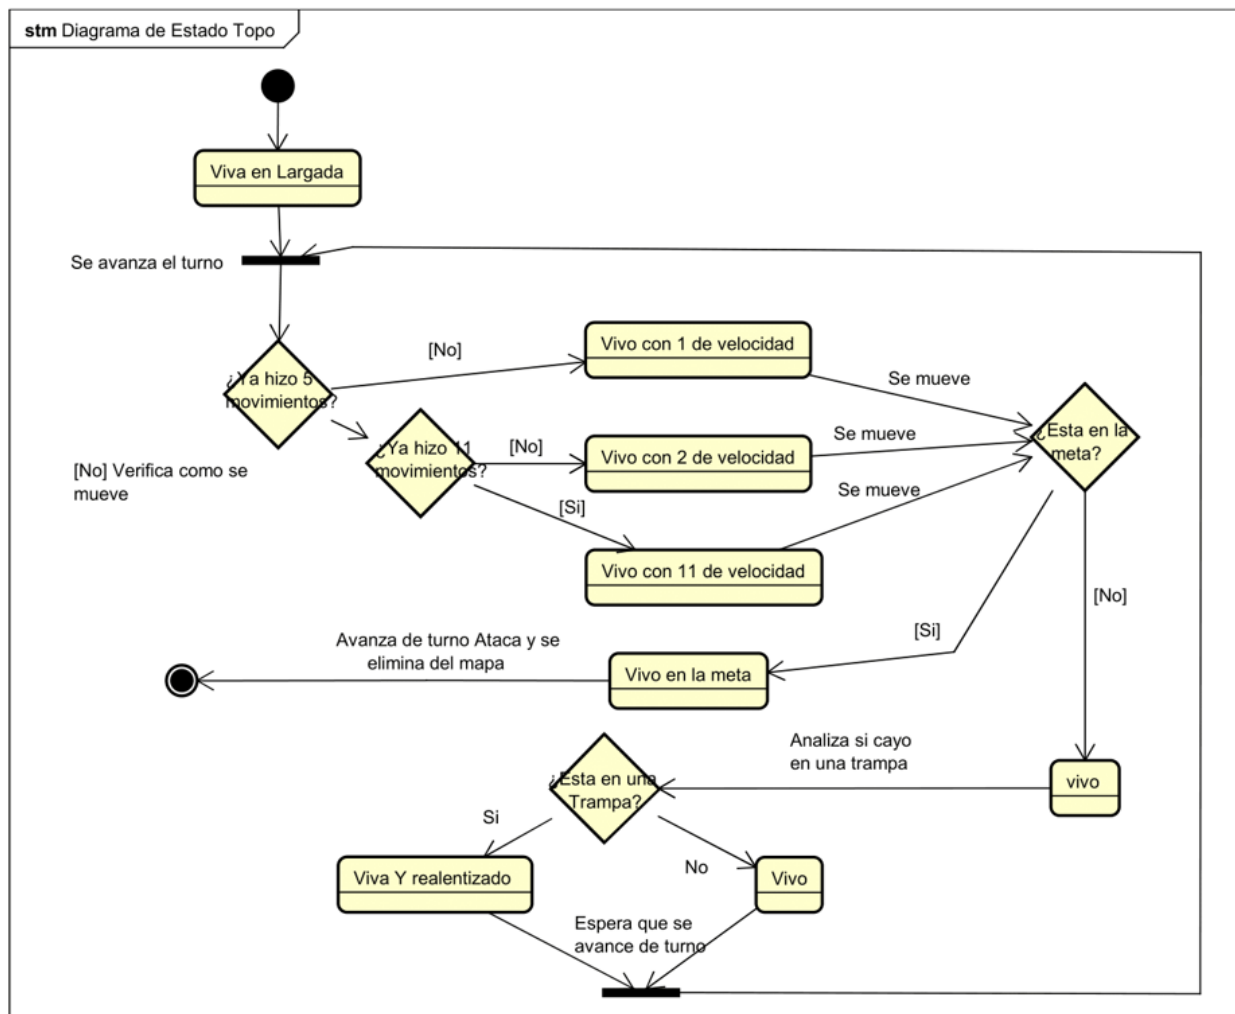 stm Diagrama de Estado Topo
Viva en Largada
Se avanza el turno
¿Ya hizo 5
movimientos?
[No]
Vivo con 1 de velocidad
Se mueve
¿Ya hizo 11
movimientos?
[No]
Vivo con 2 de velocidad
Se mueve
¿Esta en la
meta?
[No] Verifica como se
mueve
[Si]
Se mueve
Vivo con 11 de velocidad
[No]
[Si]
Avanza de turno Ataca y se
elimina del mapa
Vivo en la meta
Analiza si cayo
en una trampa
vivo
¿Esta en una
Trampa?
Si
No
Viva Y realentizado
Vivo
Espera que se
avance de turno